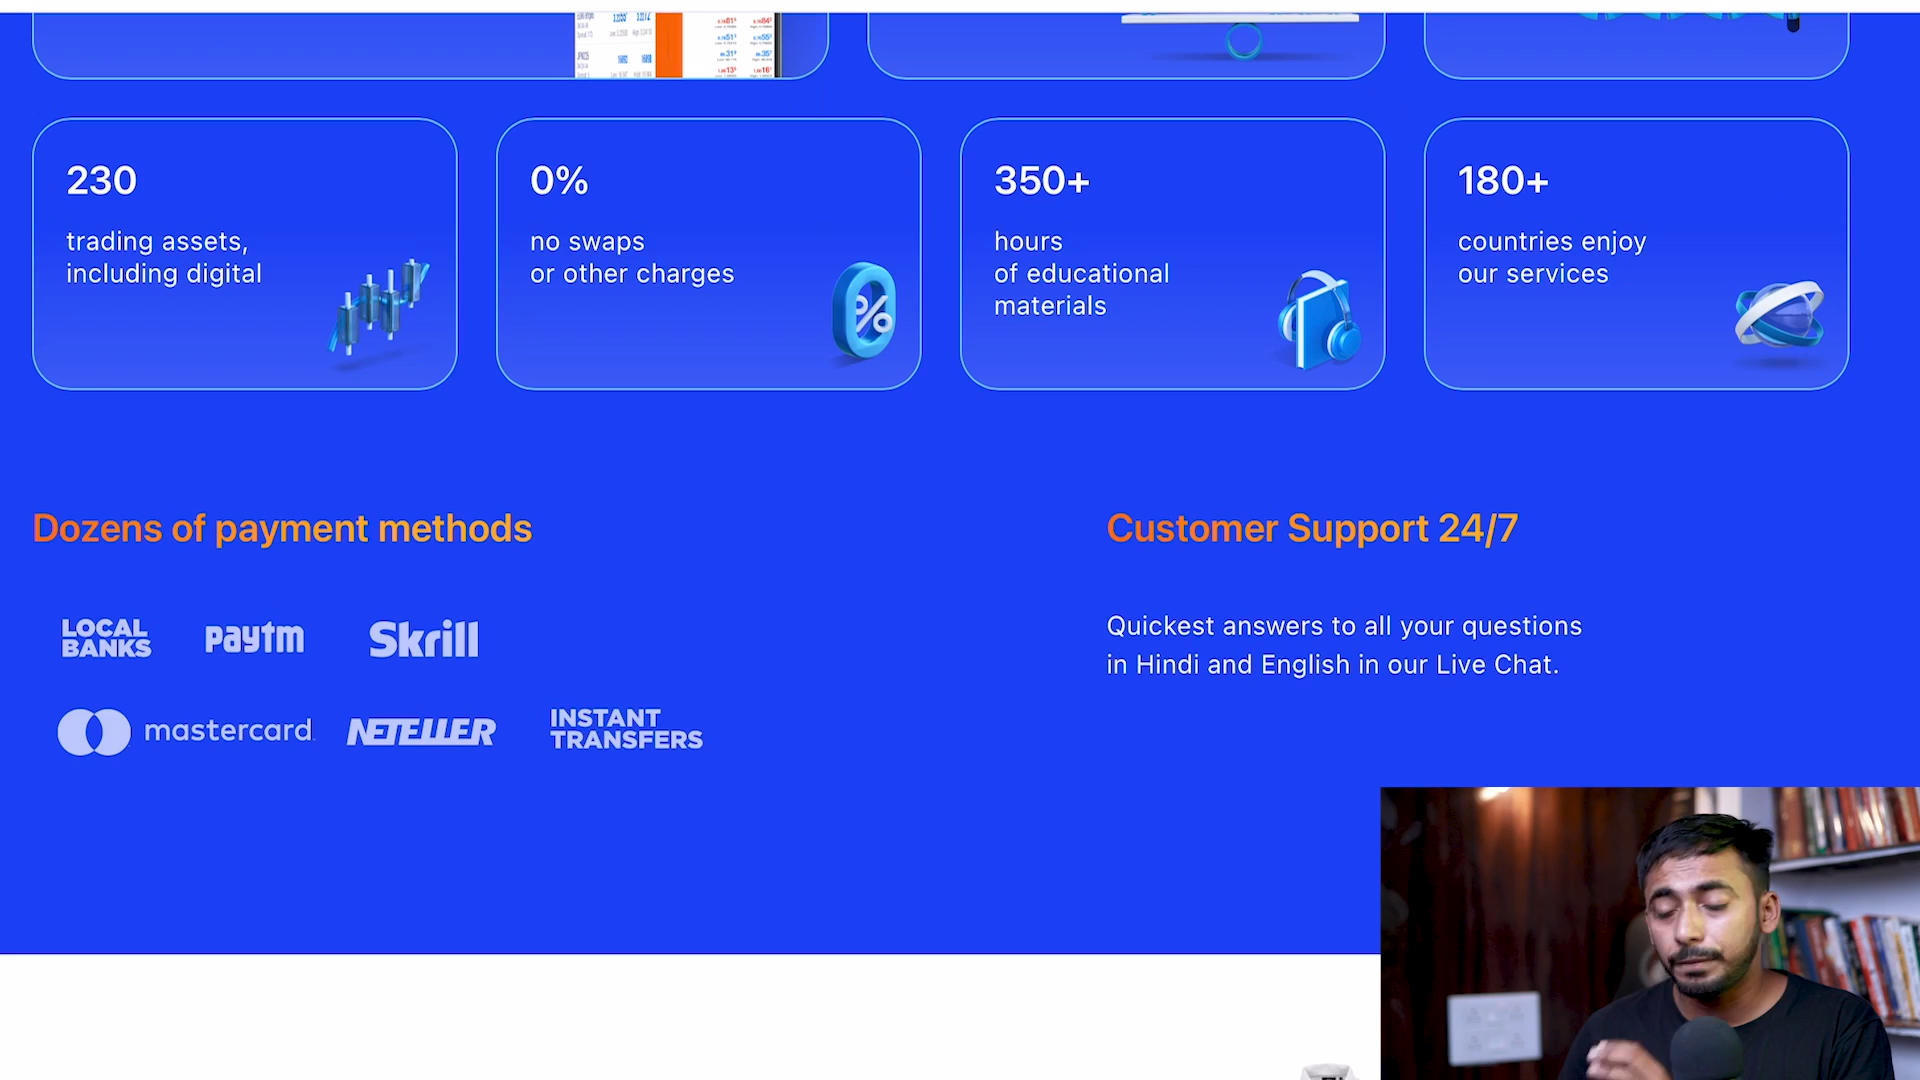 230
trading assets,
including digital
0%
no swaps
or other charges
350+
hours
of educational
materials
180+
countries enjoy
our services
Dozens of payment methods
LOCAL
BANKS
paytm
Skrill
mastercard
NETELLER
INSTANT
TRANSFERS
Customer Support 24/7
Quickest answers to all your questions
in Hindi and English in our Live Chat.